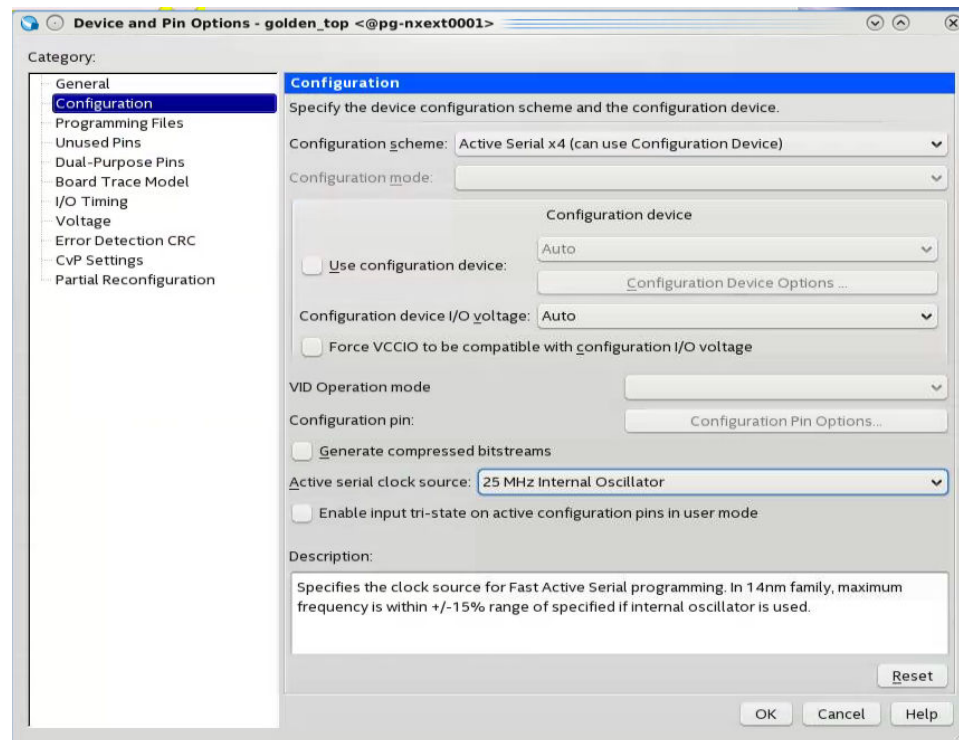 Device and Pin Options - golden_top <@pg-nxext0001>
Category:
General
Configuration
Programming Files
Unused Pins
Dual-Purpose Pins
Board Trace Model
I/O Timing
Voltage
Error Detection CRC
CvP Settings
Partial Reconfiguration
Configuration
Specify the device configuration scheme and the configuration device.
Configuration scheme: Active Serial x4 (can use Configuration Device)
Configuration mode:
Configuration device
Auto
Use configuration device:
Configuration Device Options ...
Configuration device I/O voltage: Auto
Force VCCIO to be compatible with configuration I/O voltage
VID Operation mode
Configuration pin: Configuration Pin Options...
Generate compressed bitstreams
Active serial clock source: 25 MHz Internal Oscillator
Enable input tri-state on active configuration pins in user mode
Description:
Specifies the clock source for Fast Active Serial programming. In 14nm family, maximum
frequency is within +/-15% range of specified if internal oscillator is used.
Reset
OK Cancel Help